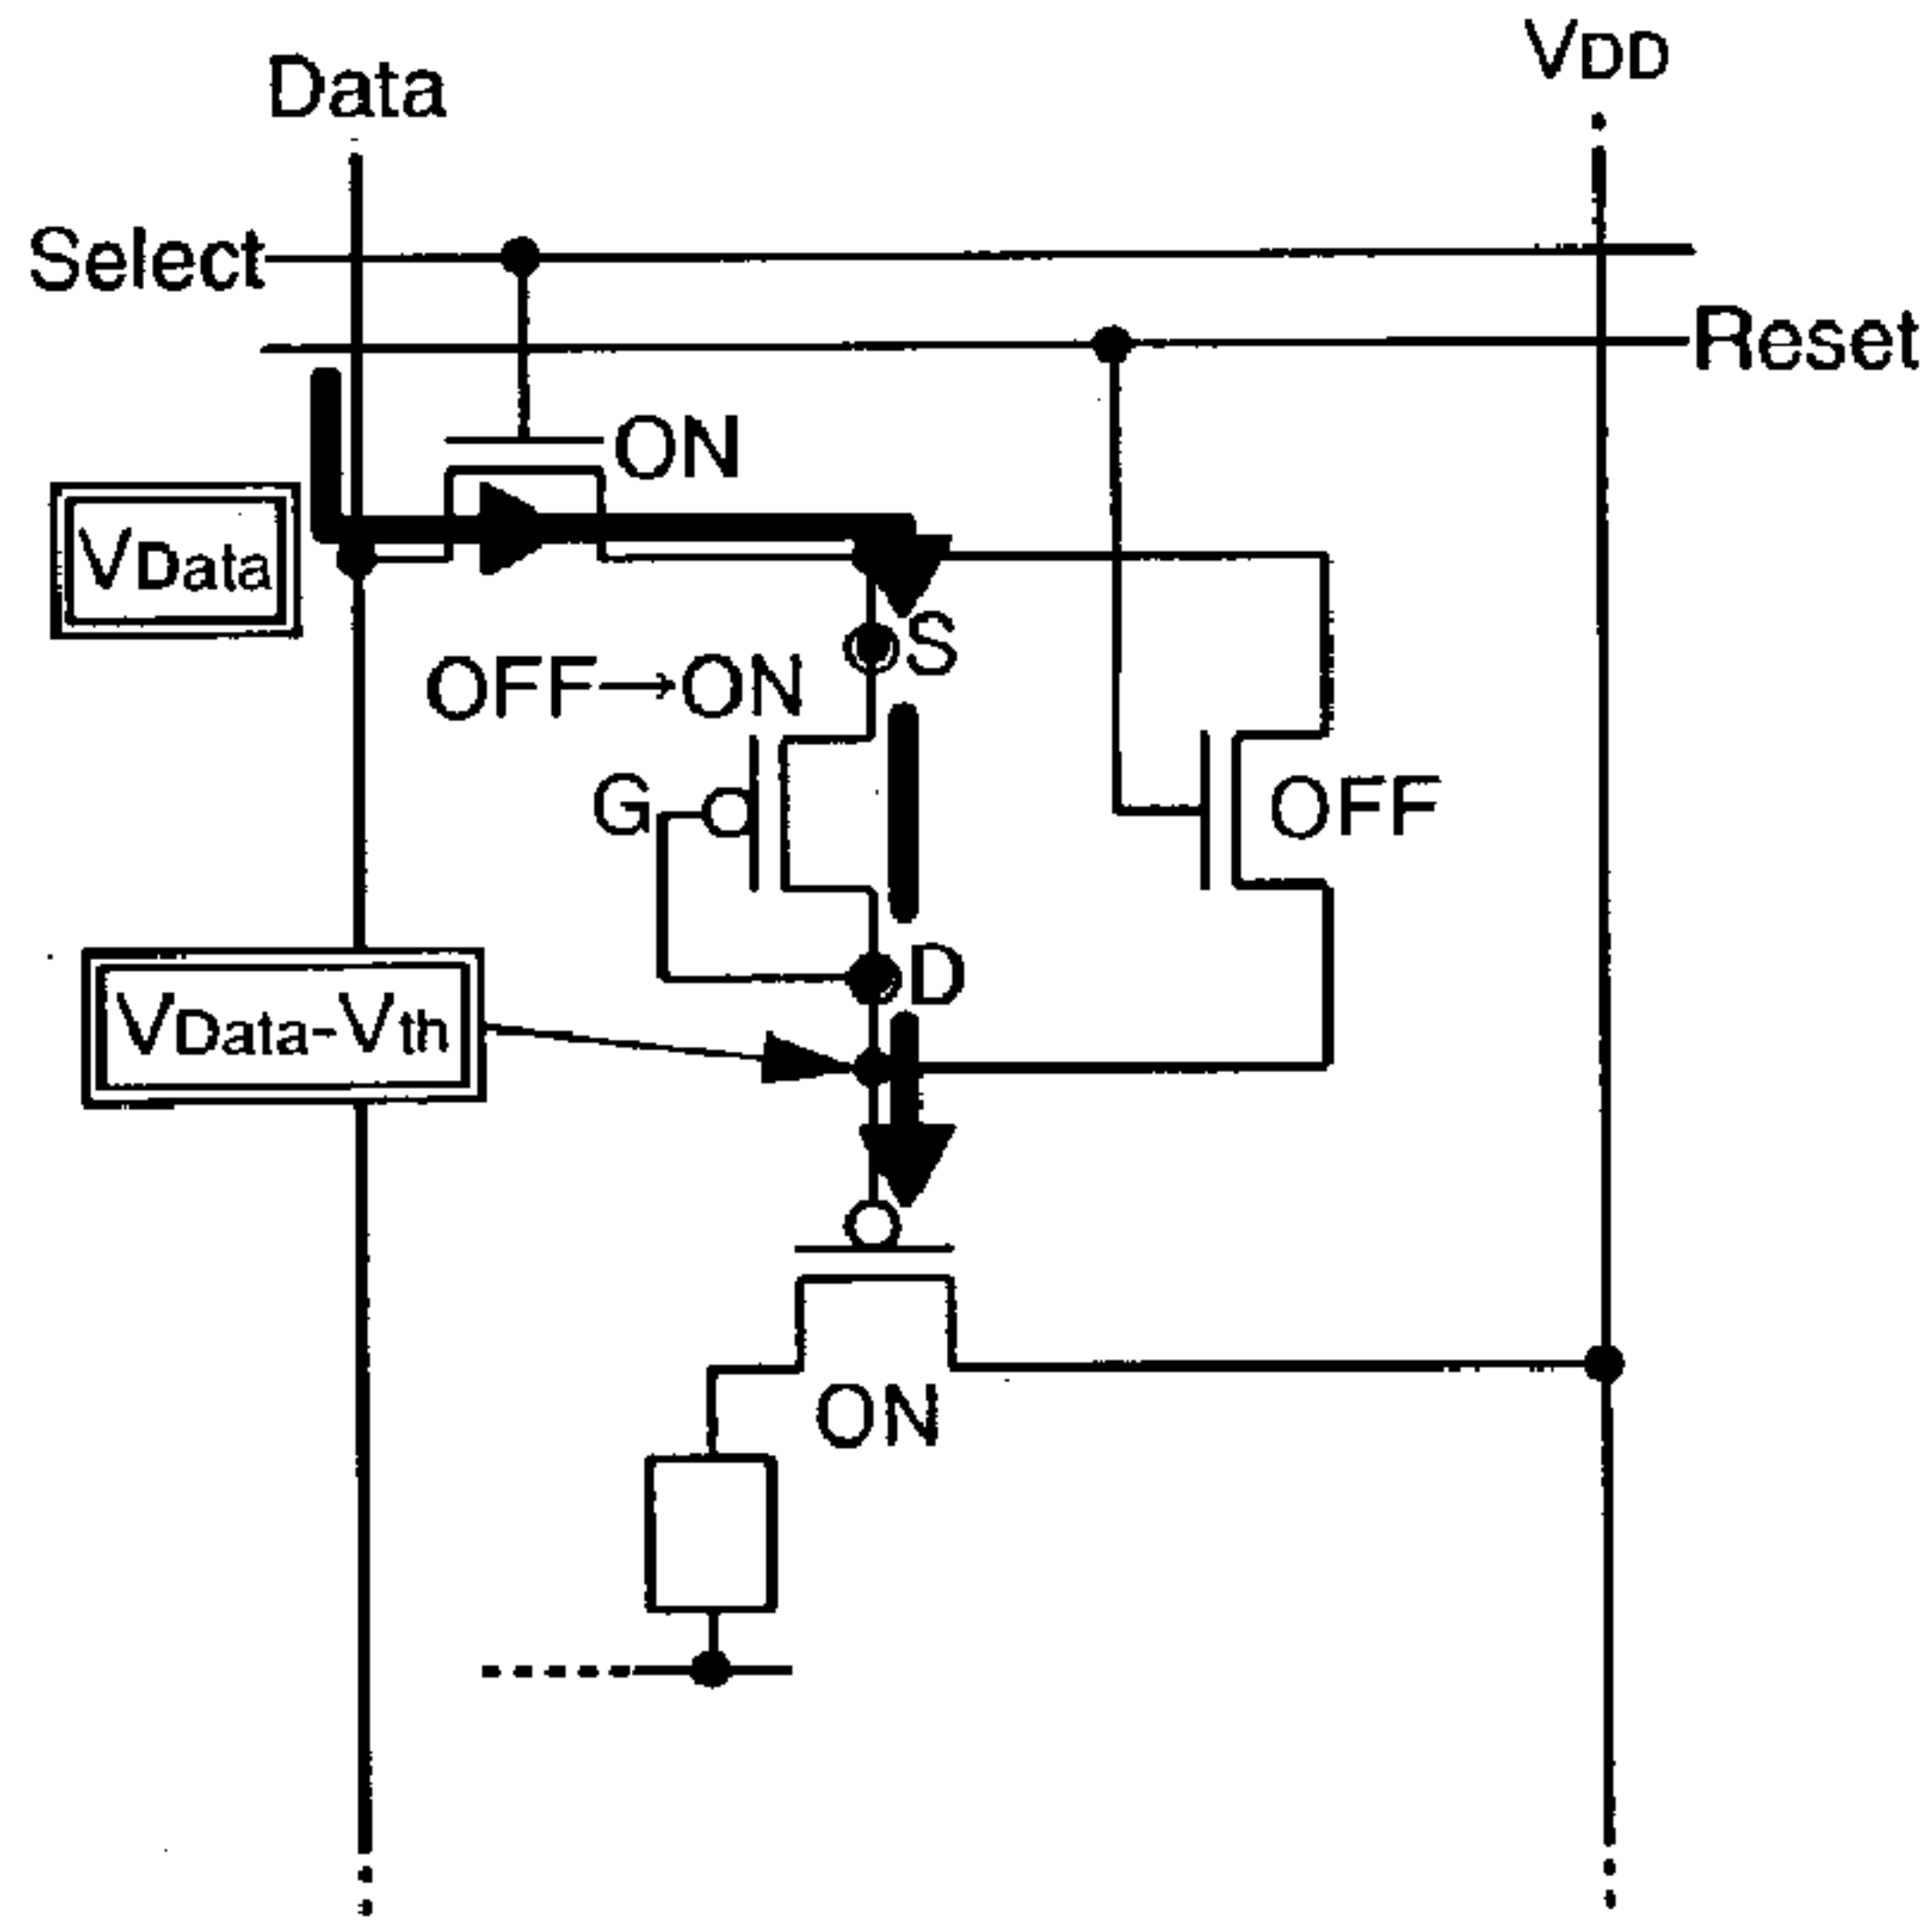 Data
VDD
Select
Reset
ON
VData
S
OFF→ON
G
OFF
D
VData-Vth
ON